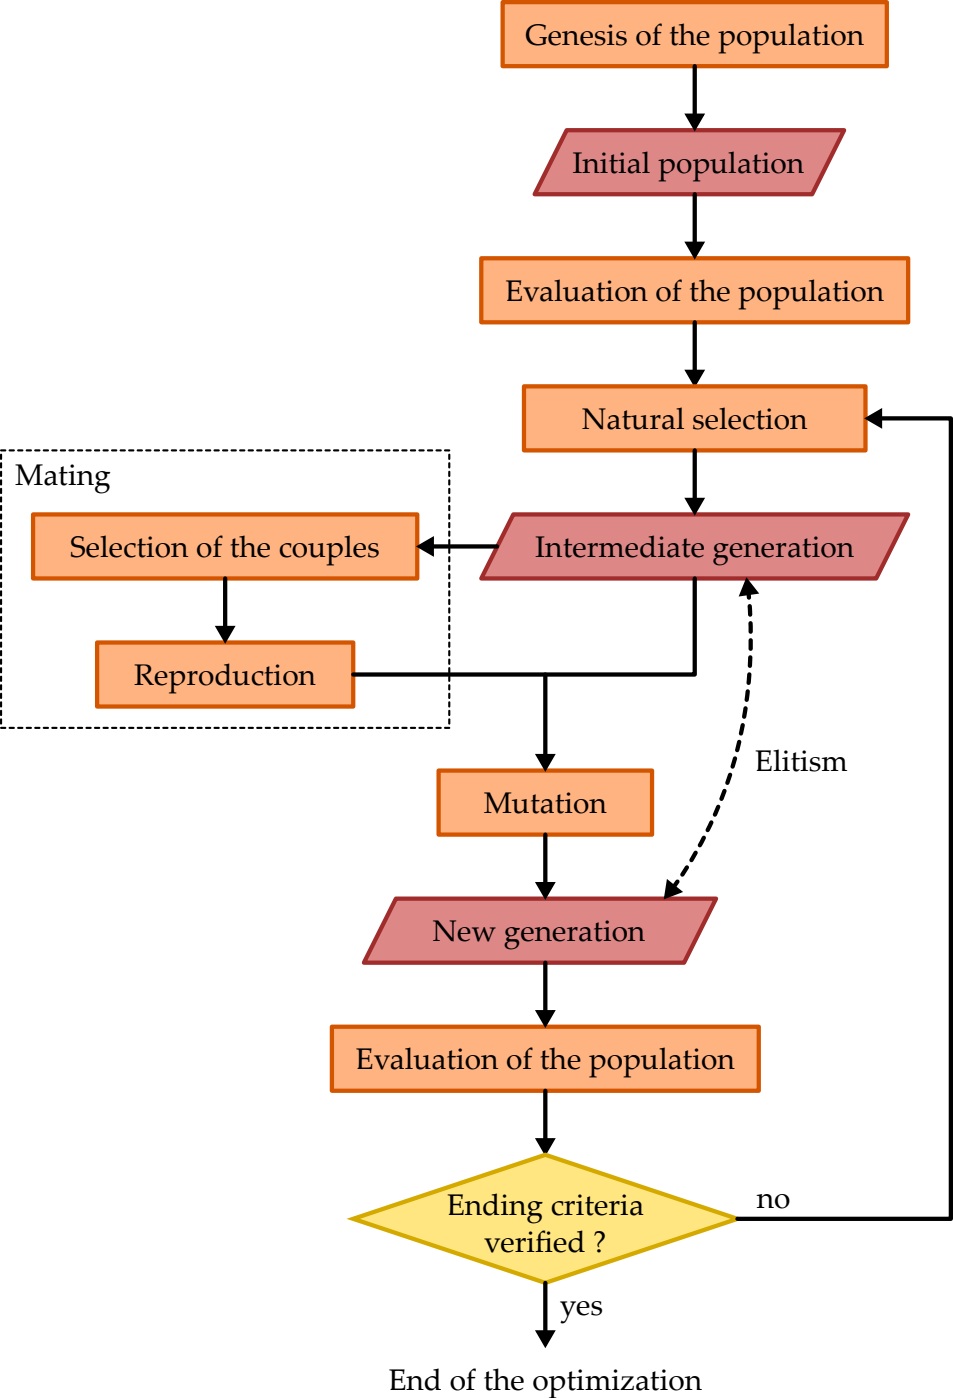 Genesis of the population
Initial population
Evaluation of the population
Natural selection
Mating
Selection of the couples
Intermediate generation
Reproduction
Elitism
Mutation
New generation
Evaluation of the population
Ending criteria
verified ?
no
yes
End of the optimization